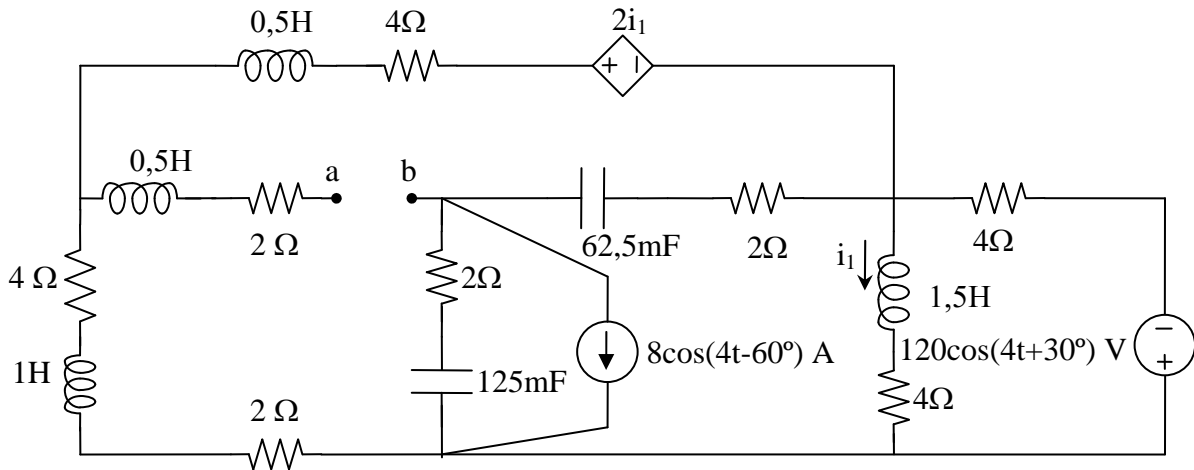 0,5H
4Ω
2i₁
+ −
0,5H
a
b
2 Ω
62,5mF
2Ω
4Ω
4 Ω
2Ω
i₁
1,5H
1H
125mF
8cos(4t-60º) A
120cos(4t+30º) V
−
+
2 Ω
4Ω